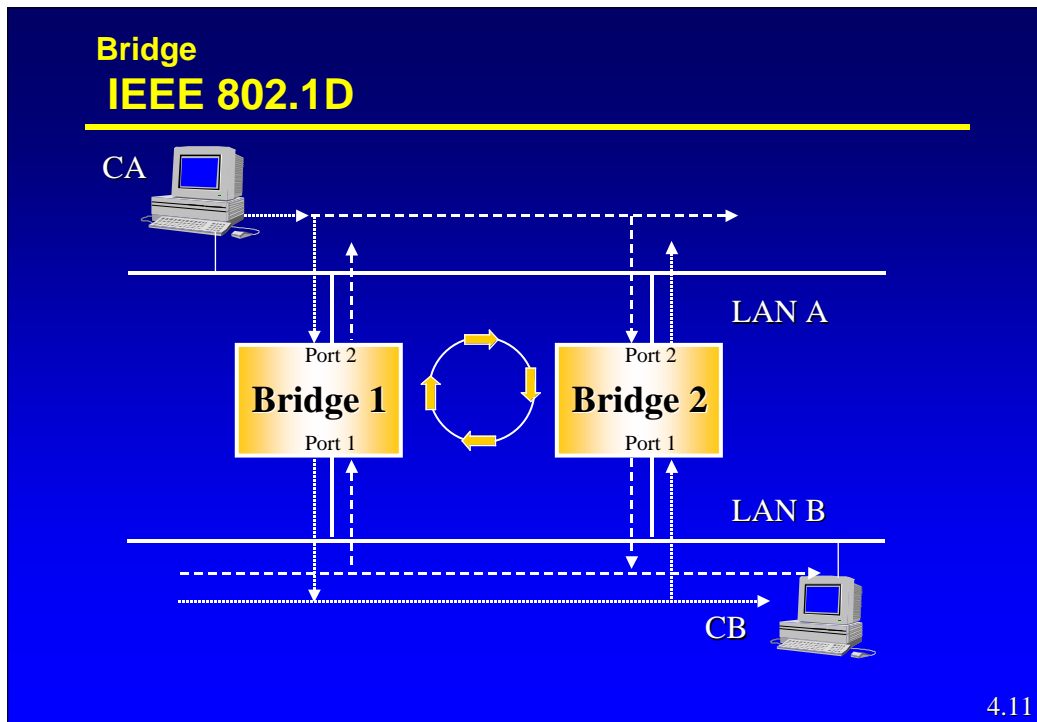 Bridge
IEEE 802.1D
CA
LAN A
Port 2
Port 2
Bridge 1
Bridge 2
Port 1
Port 1
LAN B
CB
4.11